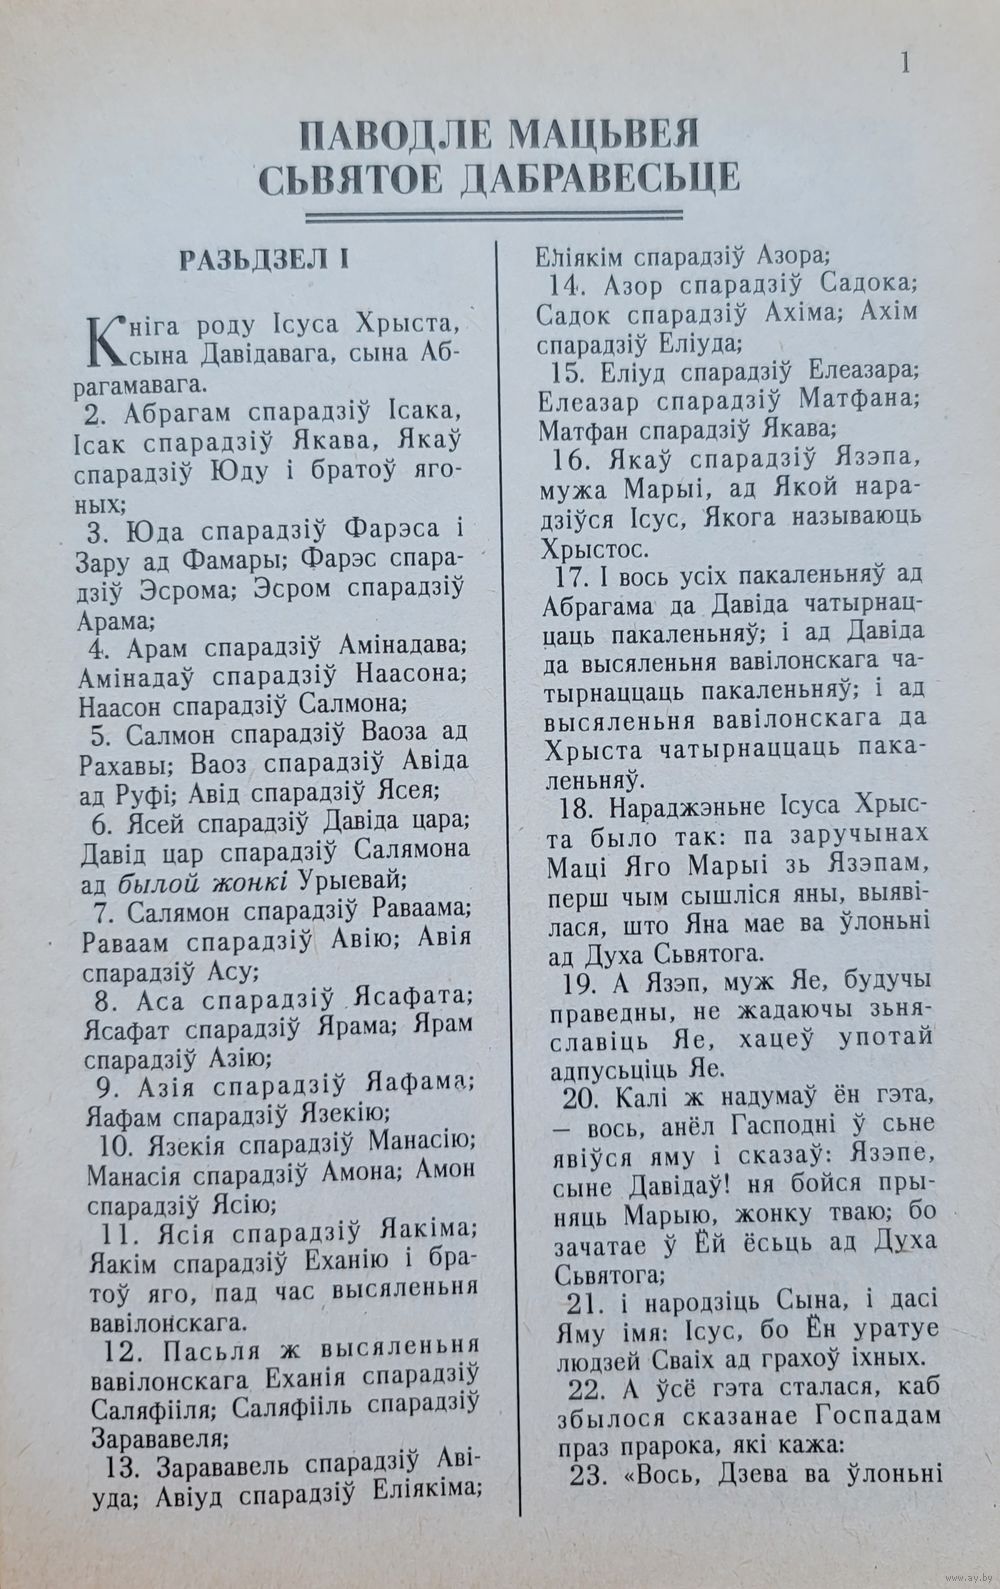 1
ПАВОДЛЕ МАЦЬВЕЯ
СЬВЯТОЕ ДАБРАВЕСЬЦЕ
РАЗЬДЗЕЛ I
Кніга роду Ісуса Хрыста,
сына Давідавага, сына Аб-
рагамавага.
2. Абрагам спарадзіў Ісака,
Ісак спарадзіў Якава, Якаў
спарадзіў Юду і братоў яго-
ных;
3. Юда спарадзіў Фарэса і
Зару ад Фамары; Фарэс спара-
дзіў Эсрома; Эсром спарадзіў
Арама;
4. Арам спарадзіў Амінадава;
Амінадаў спарадзіў Наасона;
Наасон спарадзіў Салмона;
5. Салмон спарадзіў Вааза ад
Рахавы; Ваоз спарадзіў Авіда
ад Руфі; Авід спарадзіў Ясея;
6. Ясей спарадзіў Давіда цара;
Давід цар спарадзіў Салямона
ад былой жонкі Урыевай;
7. Салямон спарадзіў Раваама;
Раваам спарадзіў Авію; Авія
спарадзіў Асу;
8. Аса спарадзіў Ясафата;
Ясафат спарадзіў Ярама; Ярам
спарадзіў Азію;
9. Азія спарадзіў Яафама;
Яафам спарадзіў Язекію;
10. Язекія спарадзіў Манасію;
Манасія спарадзіў Амона; Амон
спарадзіў Ясію;
11. Ясія спарадзіў Яакіма;
Яакім спарадзіў Еханію і бра-
тоў яго, пад час высяленьня
вавілонскага.
12. Пасьля ж высяленьня
вавілонскага Еханія спарадзіў
Саляфііля; Саляфііль спарадзіў
Зарававеля;
13. Зарававель спарадзіў Аві-
уда; Авіуд спарадзіў Еліякіма;
Еліякім спарадзіў Азора;
14. Азор спарадзіў Садока;
Садок спарадзіў Ахіма; Ахім
спарадзіў Еліуда;
15. Еліуд спарадзіў Елеазара;
Елеазар спарадзіў Матфана;
Матфан спарадзіў Якава;
16. Якаў спарадзіў Язэпа,
мужа Марыі, ад Якой нара-
дзіўся Ісус, Якога называюць
Хрыстос.
17. І вось усіх пакаленьняў ад
Абрагама да Давіда чатырнац-
цаць пакаленьняў; і ад Давіда
да высяленьня вавілонскага ча-
тырнаццаць пакаленьняў; і ад
высяленьня вавілонскага да
Хрыста чатырнаццаць пака-
леньняў.
18. Нараджэньне Ісуса Хрыс-
та было так: па заручынах
Маці Яго Марыі зь Язэпам,
перш чым сышліся яны, выяві-
лася, што Яна мае ва ўлоньні
ад Духа Сьвятога.
19. А Язэп, муж Яе, будучы
праведны, не жадаючы зьня-
славіць Яе, хацеў употай
адпусьціць Яе.
20. Калі ж надумаў ён гэта,
— вось, анёл Гасподні ў сьне
явіўся яму і сказаў: Язэпе,
сыне Давідаў! ня бойся пры-
няць Марыю, жонку тваю; бо
зачатае ў Ёй ёсьць ад Духа
Сьвятога;
21. і народзіць Сына, і дасі
Яму імя: Ісус, бо Ён уратуе
людзей Сваіх ад грахоў іхных.
22. А ўсё гэта сталася, каб
збылося сказанае Госпадам
праз прарока, які кажа:
23. «Вось, Дзева ва ўлоньні
www.ay.by